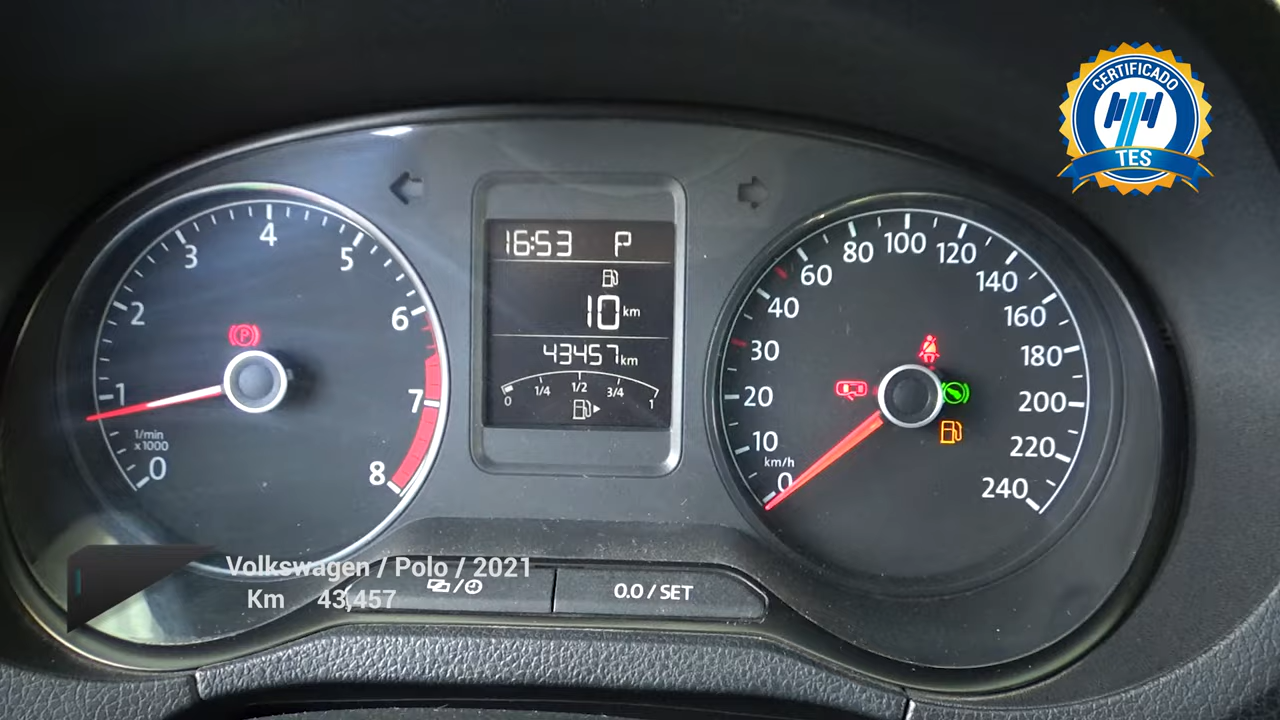 CERTIFICADO
TES
16:53 P
10 km
43457 km
0 1/4 1/2 3/4 1
0 1 2 3 4 5 6 7 8
1/min
x1000
(P)
0 10 20 30 40 60 80 100 120 140 160 180 200 220 240
km/h
Volkswagen / Polo / 2021
Km 43,457
0.0 / SET